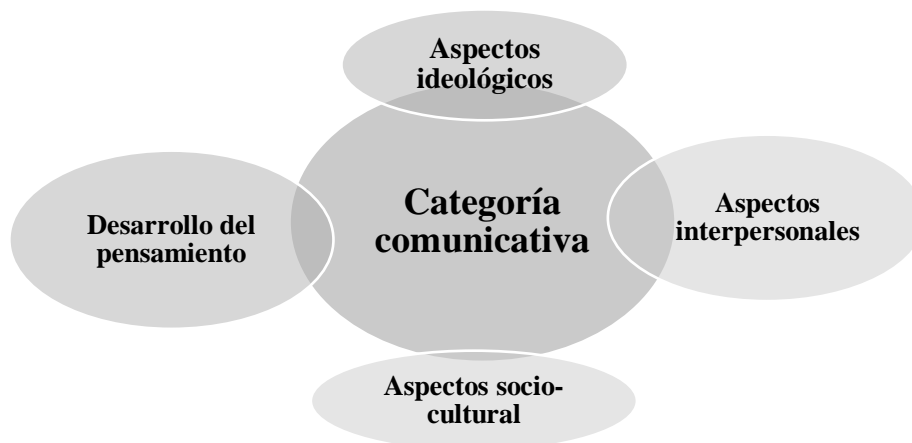 Aspectos
ideológicos
Categoría
comunicativa
Desarrollo del
pensamiento
Aspectos
interpersonales
Aspectos socio-
cultural